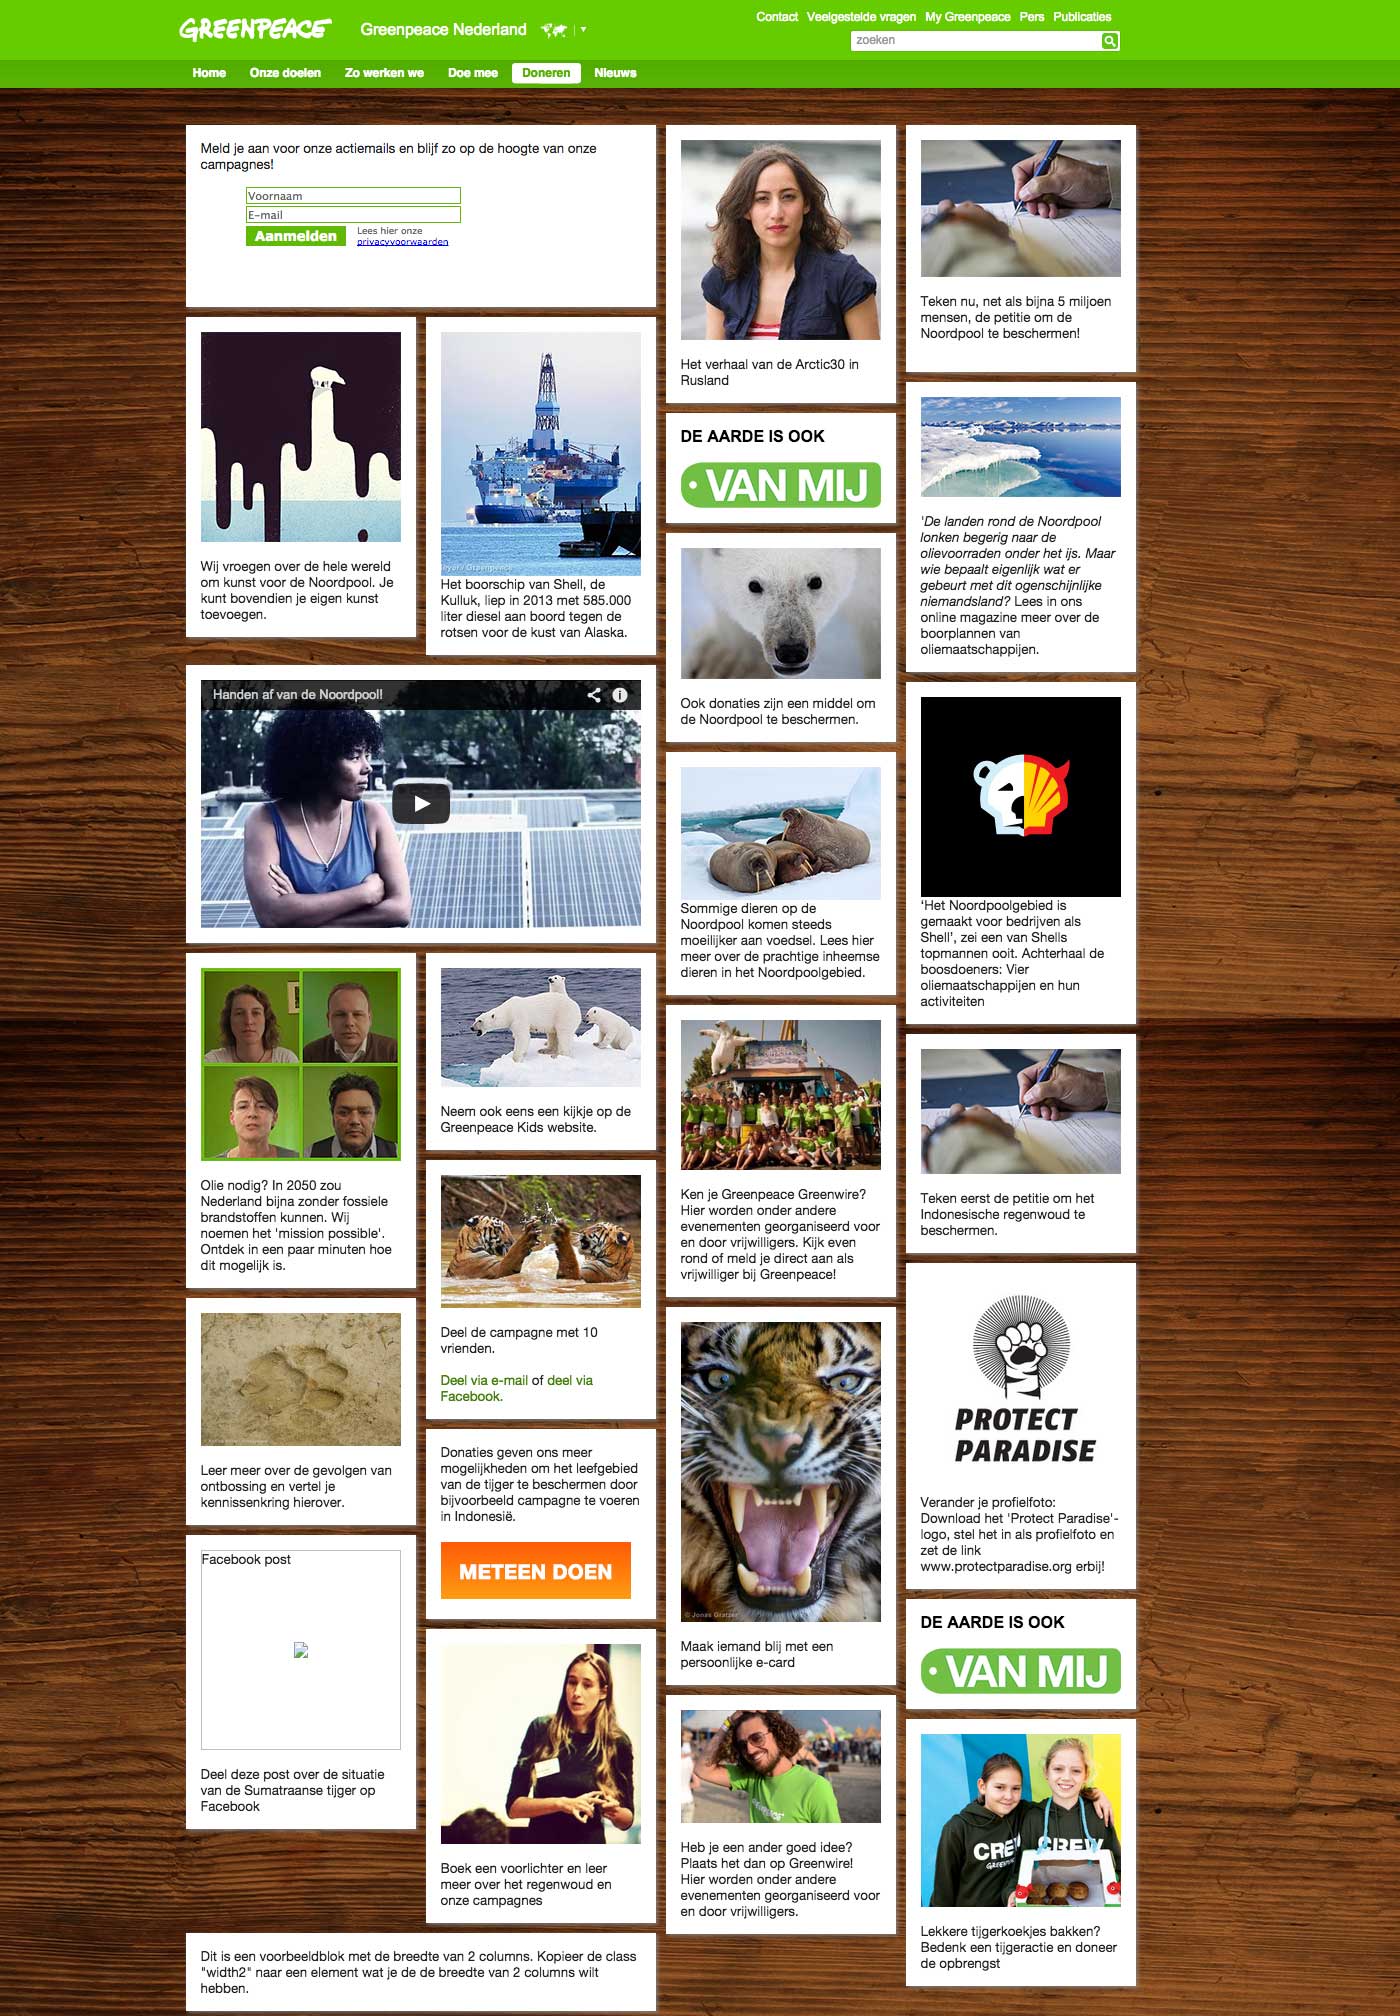 GREENPEACE
Greenpeace Nederland
Contact Veelgestelde vragen My Greenpeace Pers Publicaties
zoeken
Home Onze doelen Zo werken we Doe mee Doneren Nieuws
Meld je aan voor onze actiemails en blijf zo op de hoogte van onze
campagnes!
Voornaam
E-mail
Aanmelden
Lees hier onze
privacyvoorwaarden
Wij vroegen over de hele wereld
om kunst voor de Noordpool. Je
kunt bovendien je eigen kunst
toevoegen.
Het boorschip van Shell, de
Kulluk, liep in 2013 met 585.000
liter diesel aan boord tegen de
rotsen voor de kust van Alaska.
Handen af van de Noordpool!
Olie nodig? In 2050 zou
Nederland bijna zonder fossiele
brandstoffen kunnen. Wij
noemen het 'mission possible'.
Ontdek in een paar minuten hoe
dit mogelijk is.
Neem ook eens een kijkje op de
Greenpeace Kids website.
Deel de campagne met 10
vrienden.
Deel via e-mail of deel via
Facebook.
Leer meer over de gevolgen van
ontbossing en vertel je
kennissenkring hierover.
Donaties geven ons meer
mogelijkheden om het leefgebied
van de tijger te beschermen door
bijvoorbeeld campagne te voeren
in Indonesië.
METEEN DOEN
Facebook post
Deel deze post over de situatie
van de Sumatraanse tijger op
Facebook
Boek een voorlichter en leer
meer over het regenwoud en
onze campagnes
Dit is een voorbeeldblok met de breedte van 2 columns. Kopieer de class
"width2" naar een element wat je de de breedte van 2 columns wilt
hebben.
Het verhaal van de Arctic30 in
Rusland
DE AARDE IS OOK
VAN MIJ
Ook donaties zijn een middel om
de Noordpool te beschermen.
Sommige dieren op de
Noordpool komen steeds
moeilijker aan voedsel. Lees hier
meer over de prachtige inheemse
dieren in het Noordpoolgebied.
Ken je Greenpeace Greenwire?
Hier worden onder andere
evenementen georganiseerd voor
en door vrijwilligers. Kijk even
rond of meld je direct aan als
vrijwilliger bij Greenpeace!
© Jonas Gratzer
Maak iemand blij met een
persoonlijke e-card
Heb je een ander goed idee?
Plaats het dan op Greenwire!
Hier worden onder andere
evenementen georganiseerd voor
en door vrijwilligers.
Teken nu, net als bijna 5 miljoen
mensen, de petitie om de
Noordpool te beschermen!
'De landen rond de Noordpool
lonken begerig naar de
olievoorraden onder het ijs. Maar
wie bepaalt eigenlijk wat er
gebeurt met dit ogenschijnlijke
niemandsland? Lees in ons
online magazine meer over de
boorplannen van
oliemaatschappijen.
‘Het Noordpoolgebied is
gemaakt voor bedrijven als
Shell’, zei een van Shells
topmannen ooit. Achterhaal de
boosdoeners: Vier
oliemaatschappijen en hun
activiteiten
Teken eerst de petitie om het
Indonesische regenwoud te
beschermen.
PROTECT
PARADISE
Verander je profielfoto:
Download het 'Protect Paradise'-
logo, stel het in als profielfoto en
zet de link
www.protectparadise.org erbij!
DE AARDE IS OOK
VAN MIJ
CREW
Lekkere tijgerkoekjes bakken?
Bedenk een tijgeractie en doneer
de opbrengst